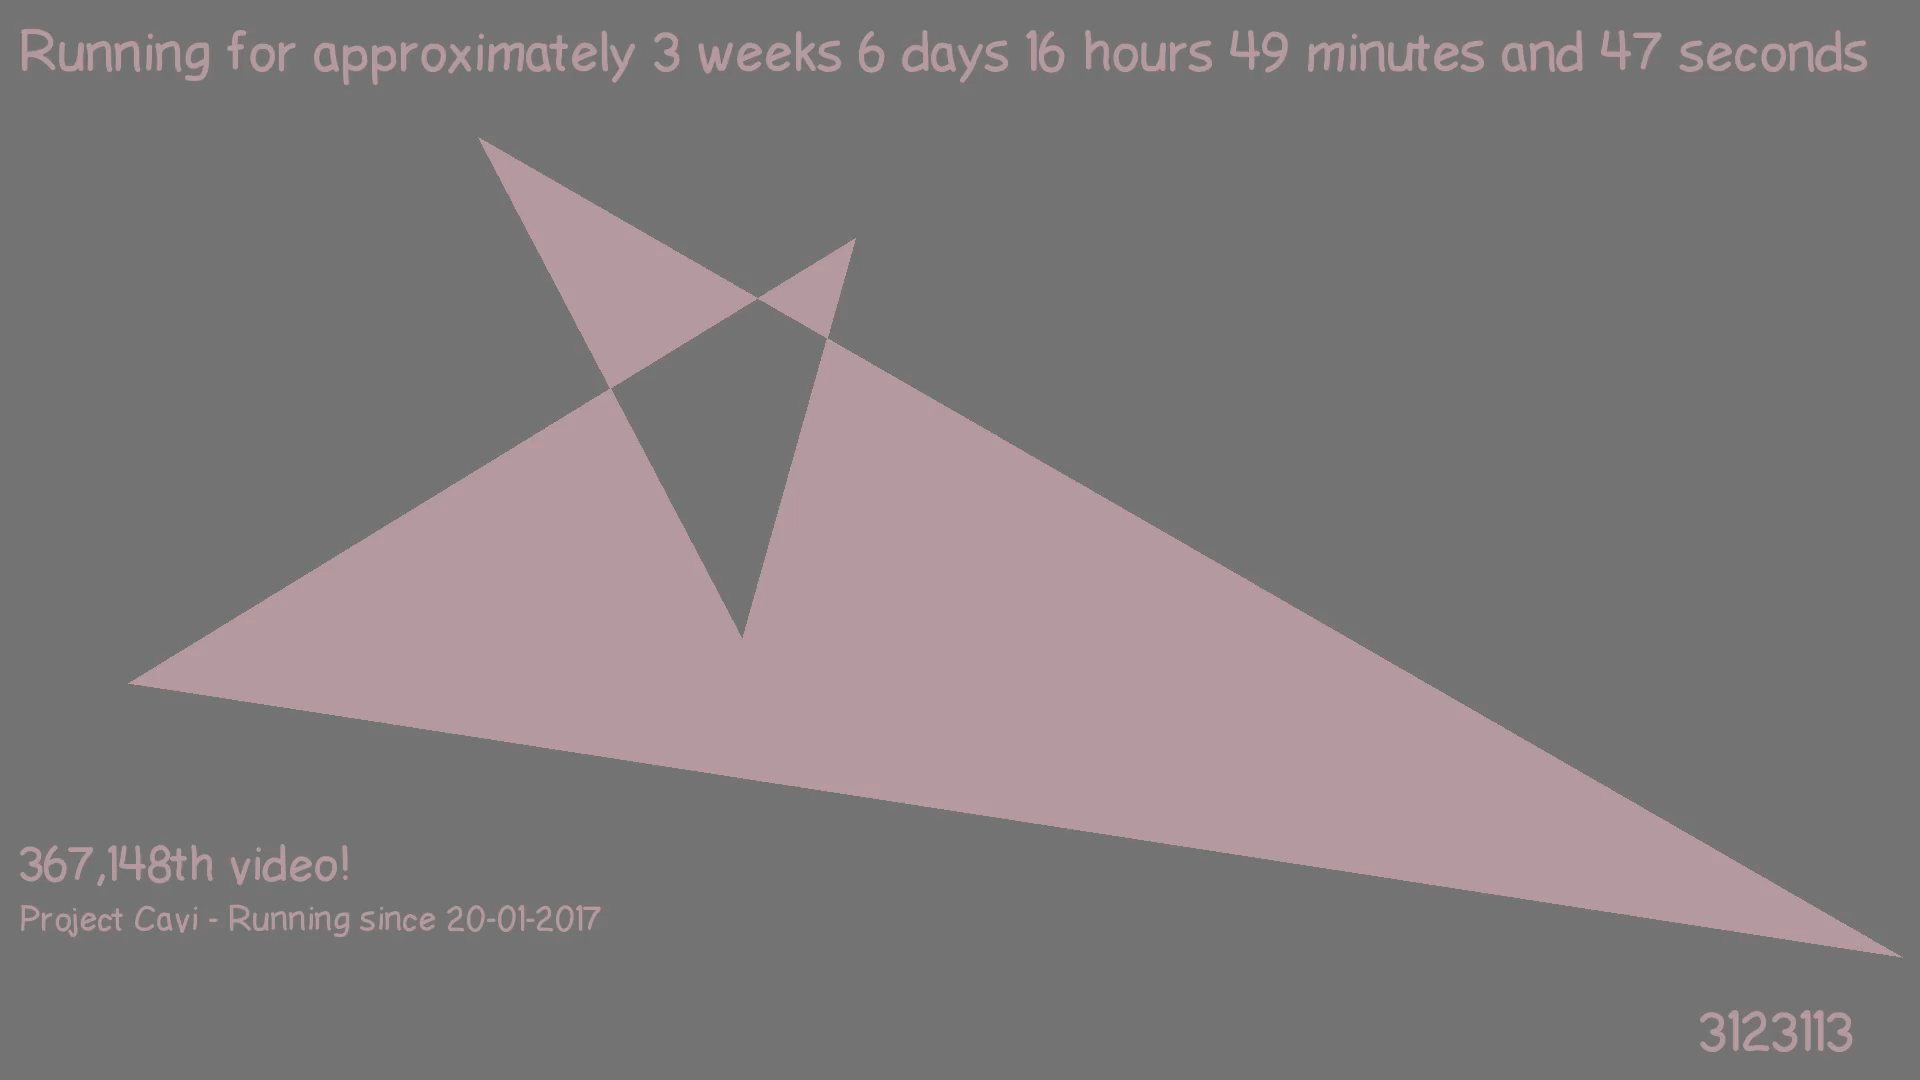 Running for approximately 3 weeks 6 days 16 hours 49 minutes and 47 seconds
367,148th video!
Project Cavi - Running since 20-01-2017
3123113